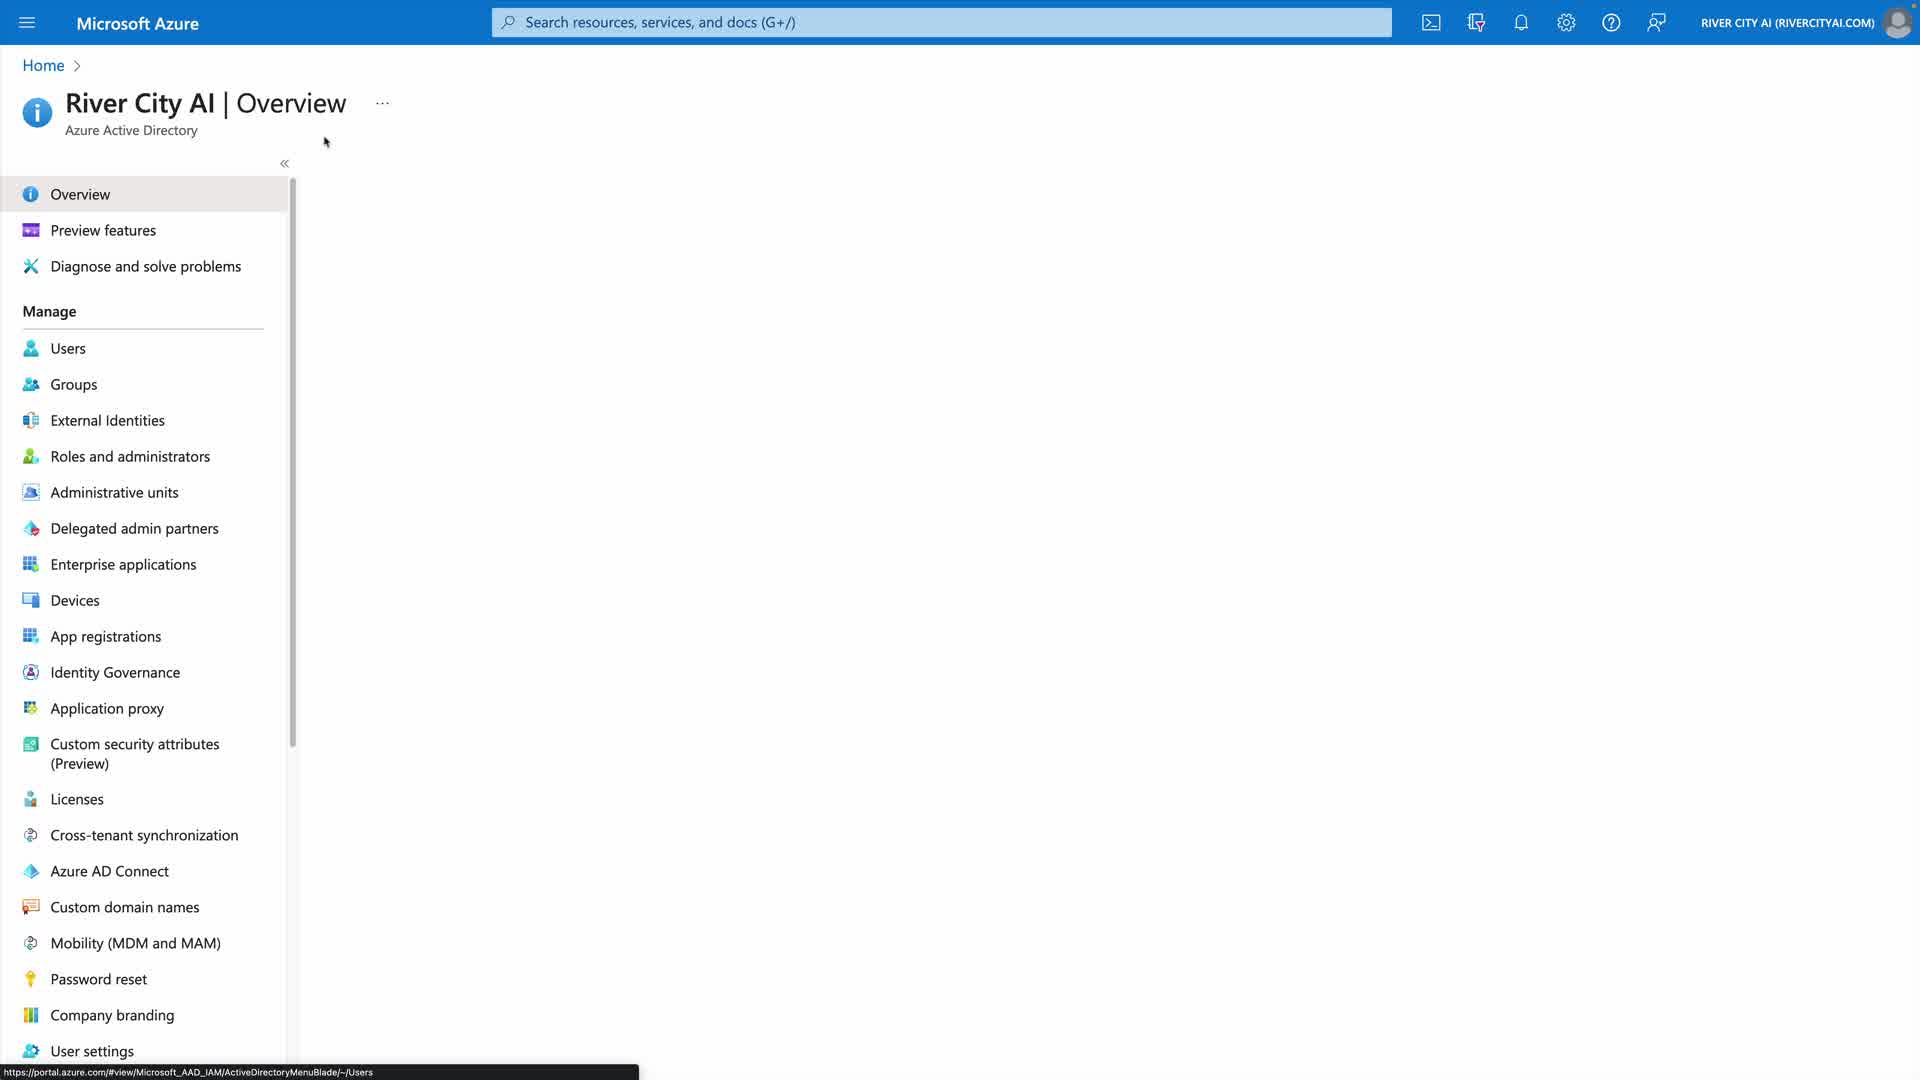 Microsoft Azure
Search resources, services, and docs (G+/)
RIVER CITY AI (RIVERCITYAI.COM)
Home
River City AI | Overview
Azure Active Directory
Overview
Preview features
Diagnose and solve problems
Manage
Users
Groups
External Identities
Roles and administrators
Administrative units
Delegated admin partners
Enterprise applications
Devices
App registrations
Identity Governance
Application proxy
Custom security attributes
(Preview)
Licenses
Cross-tenant synchronization
Azure AD Connect
Custom domain names
Mobility (MDM and MAM)
Password reset
Company branding
User settings
https://portal.azure.com/#view/Microsoft_AAD_IAM/ActiveDirectoryMenuBlade/~/Users